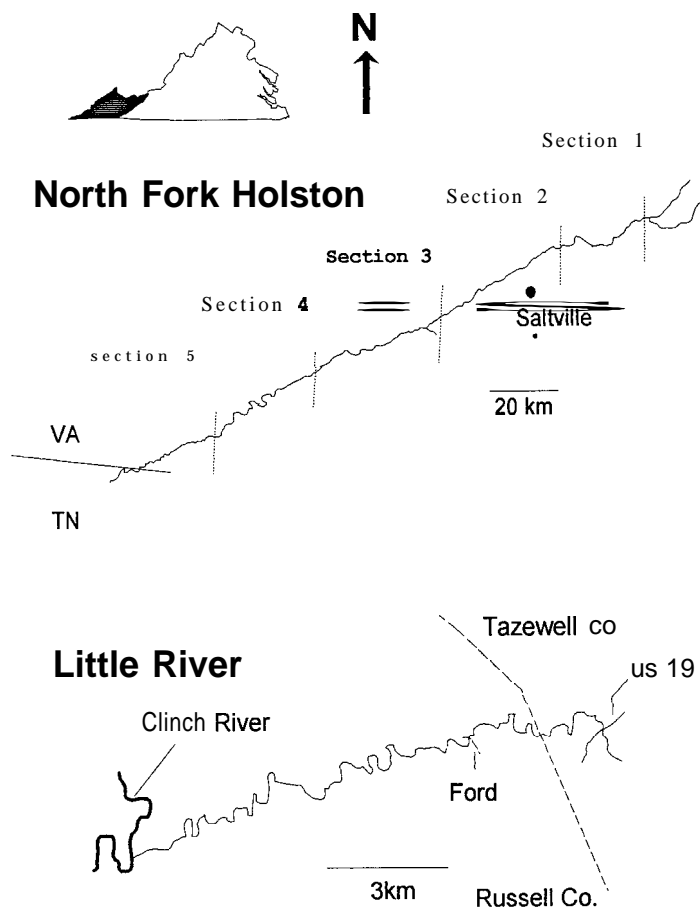 N
Section 1
North Fork Holston
Section 2
Section 3
Section 4
Saltville
section 5
20 km
VA
TN
Tazewell co
Little River
us 19
Clinch River
Ford
3km
Russell Co.